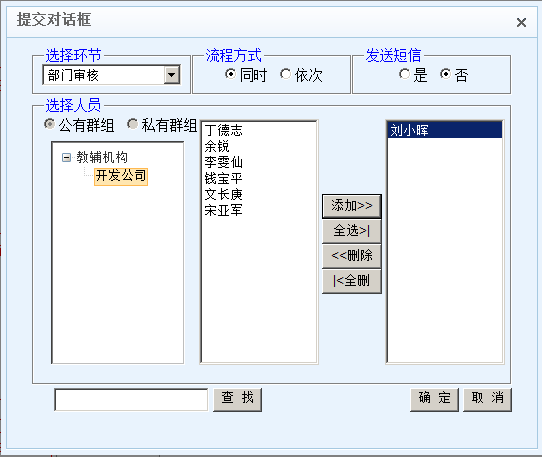 提交对话框
选择环节
流程方式
发送短信
部门审核
同时 依次
是 否
选择人员
公有群组 私有群组
教辅机构
开发公司
丁德志
余锐
李雯仙
钱宝平
文长庚
宋亚军
添加>>
全选>|
<<删除
|<全删
刘小晖
查 找
确 定
取 消